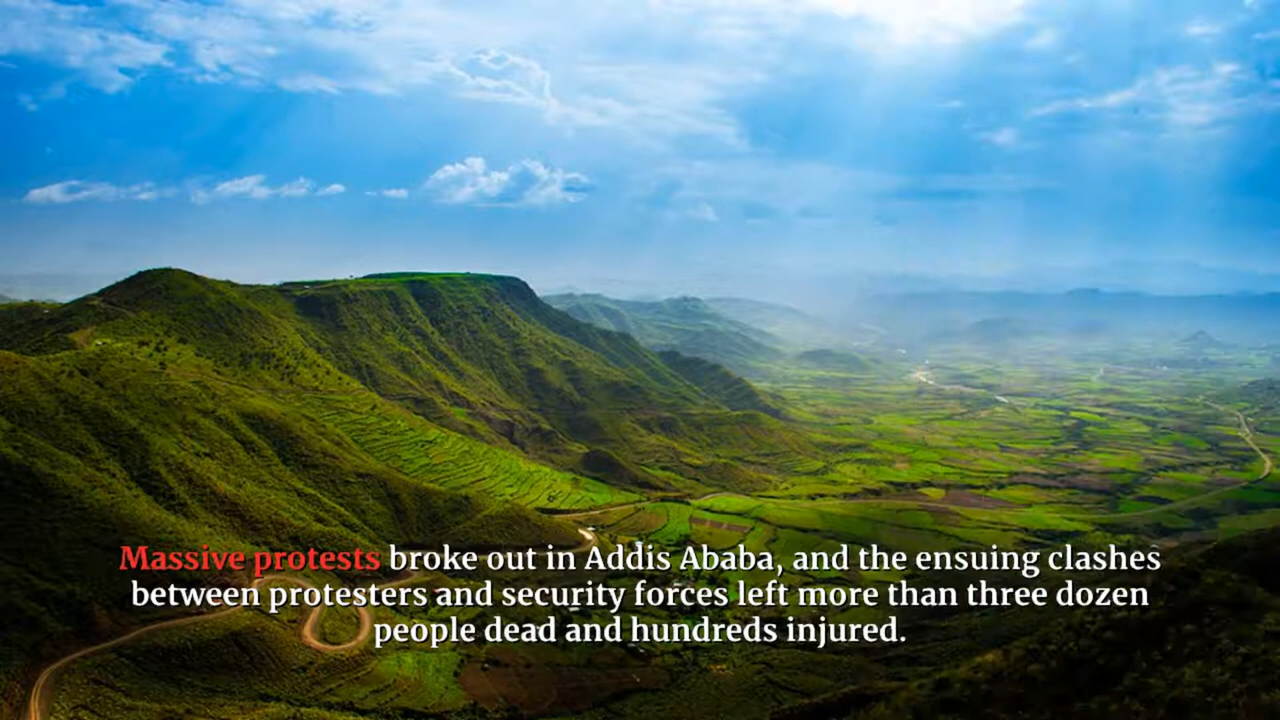 Massive protests broke out in Addis Ababa, and the ensuing clashes
between protesters and security forces left more than three dozen
people dead and hundreds injured.